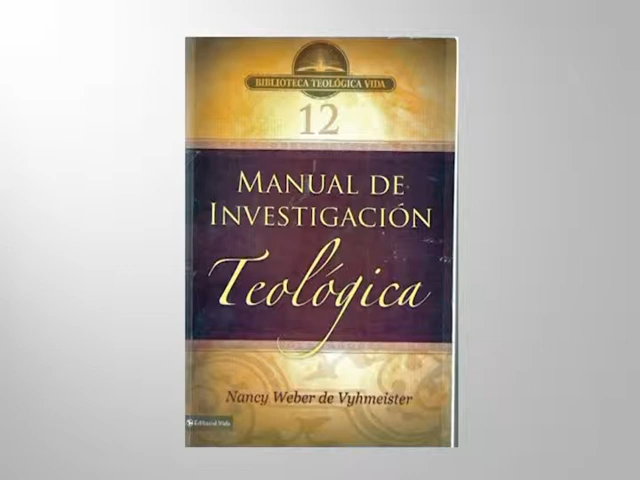 BIBLIOTECA TEOLÓGICA VIDA
12
MANUAL DE
INVESTIGACIÓN
Teológica
Nancy Weber de Vyhmeister
Editorial Vida